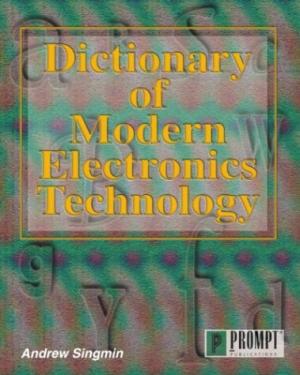 Dictionary
of
Modern
Electronics
Technology
Andrew Singmin
P PROMPT®
PUBLICATIONS